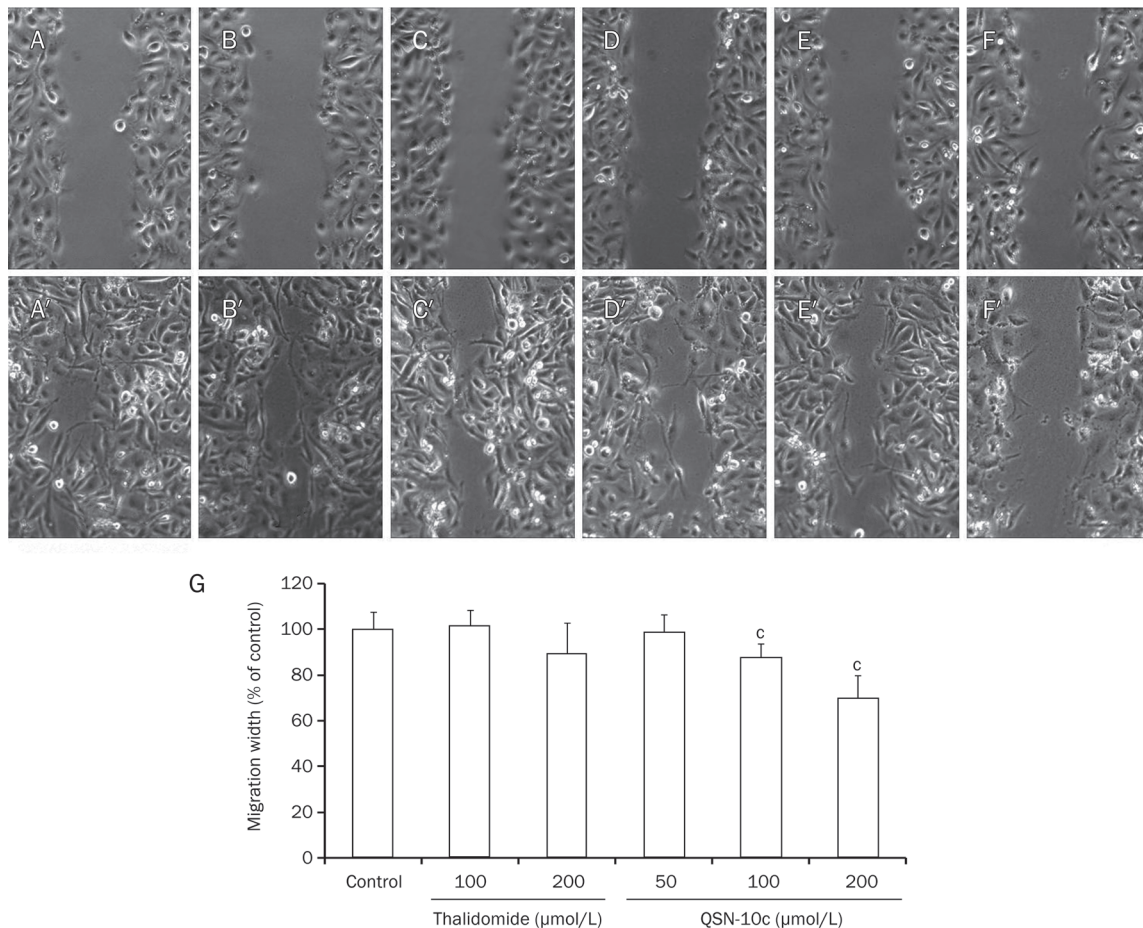 A B C D E F
A′ B′ C′ D′ E′ F′
G
Migration width (% of control)
120
100
80
60
40
20
0
c
c
Control 100 200 50 100 200
Thalidomide (μmol/L) QSN-10c (μmol/L)